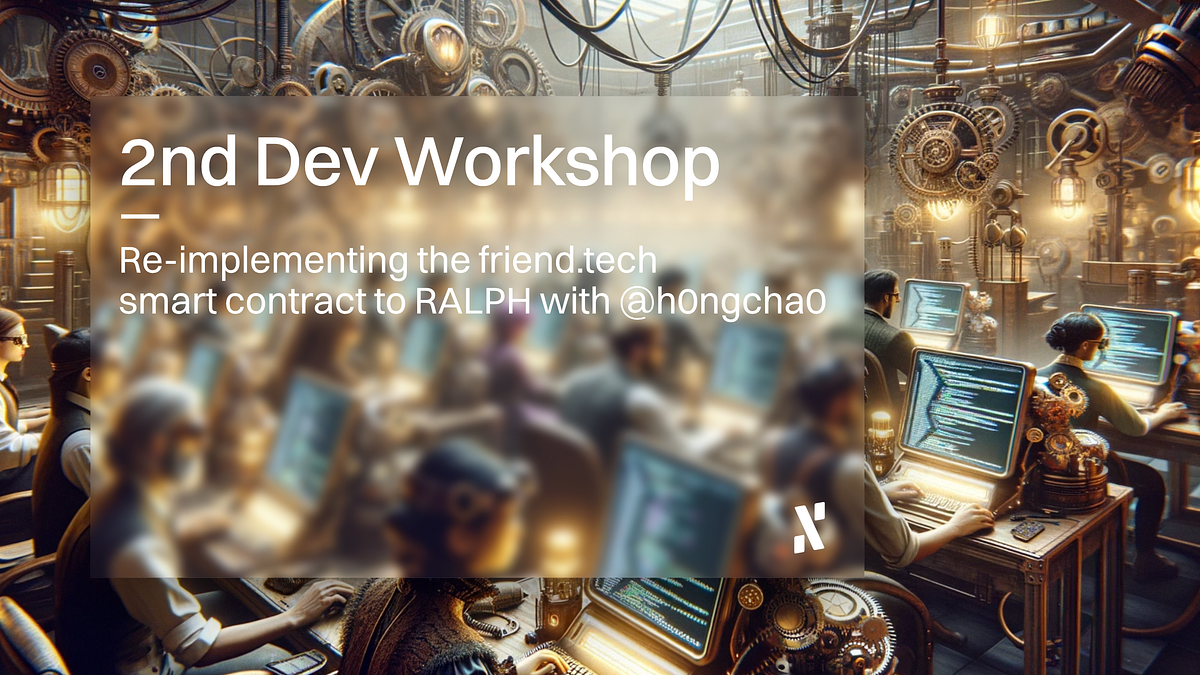 2nd Dev Workshop
Re-implementing the friend.tech
smart contract to RALPH with @h0ngcha0